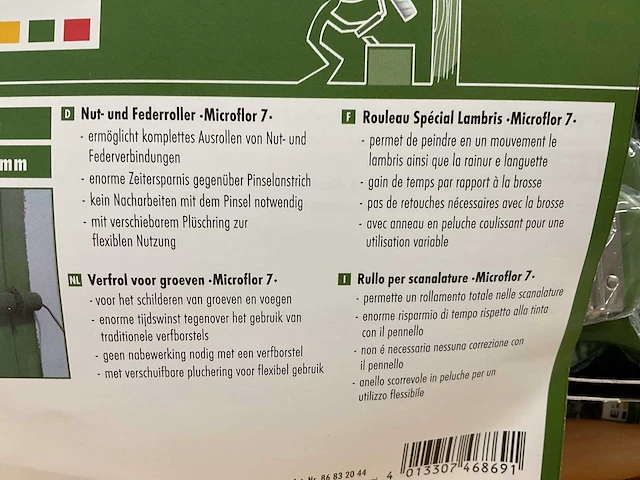 mm
D Nut- und Federroller ·Microflor 7·
- ermöglicht komplettes Ausrollen von Nut- und
Federverbindungen
- enorme Zeitersparnis gegenüber Pinselanstrich
- kein Nacharbeiten mit dem Pinsel notwendig
- mit verschiebarem Plüschring zur
flexiblen Nutzung
F Rouleau Spécial Lambris ·Microflor 7·
- permet de peindre en un mouvement le
lambris ainsi que la rainur e languette
- gain de temps par rapport à la brosse
- pas de retouches nécessaires avec la brosse
- avec anneau en peluche coulissant pour une
utilisation variable
NL Verfrol voor groeven ·Microflor 7·
- voor het schilderen van groeven en voegen
- enorme tijdswinst tegenover het gebruik van
traditionele verfborstels
- geen nabewerking nodig met een verfborstel
- met verschuifbare pluchering voor flexibel gebruik
I Rullo per scanalature ·Microflor 7·
- permette un rollamento totale nelle scanalature
- enorme risparmio di tempo rispetto alla tinta
con il pennello
- non é necessaria nessuna correzione con
il pennello
- anello scorrevole in peluche per un
utilizzo flessibile
Nr. 86 83 20 44
4 013307 468691